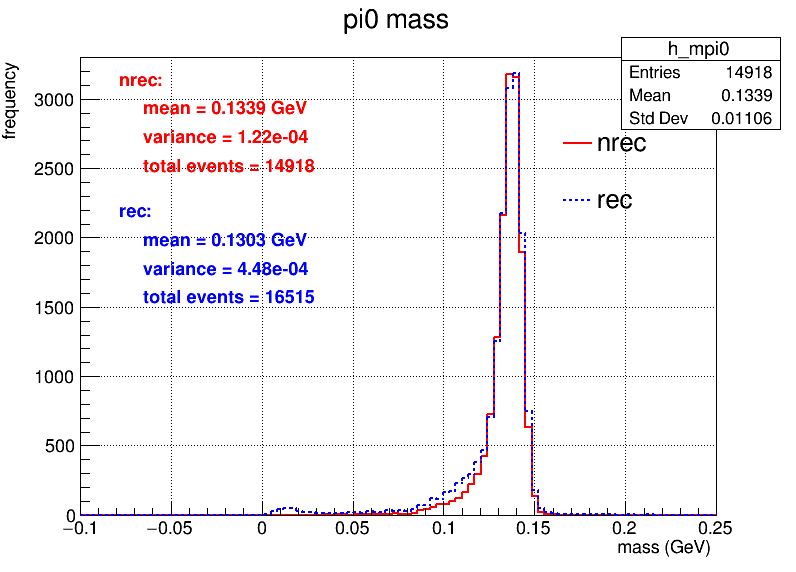 pi0 mass
h_mpi0
Entries 14918
Mean 0.1339
Std Dev 0.01106
frequency
nrec:
mean = 0.1339 GeV
variance = 1.22e-04
total events = 14918
rec:
mean = 0.1303 GeV
variance = 4.48e-04
total events = 16515
nrec
rec
3000
2500
2000
1500
1000
500
0
−0.1 −0.05 0 0.05 0.1 0.15 0.2 0.25
mass (GeV)